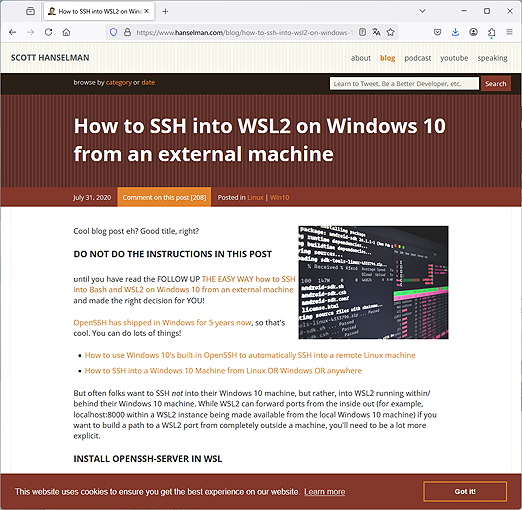 How to SSH into WSL2 on Wind
https://www.hanselman.com/blog/how-to-ssh-into-wsl2-on-windows-1
SCOTT HANSELMAN
about blog podcast youtube speaking
browse by category or date
Learn to Tweet, Be a Better Developer, etc. Search
How to SSH into WSL2 on Windows 10
from an external machine
July 31, 2020 Comment on this post [208] Posted in Linux | Win10
Cool blog post eh? Good title, right?
DO NOT DO THE INSTRUCTIONS IN THIS POST
until you have read the FOLLOW UP THE EASY WAY how to SSH
into Bash and WSL2 on Windows 10 from an external machine
and made the right decision for YOU!
OpenSSH has shipped in Windows for 5 years now, so that's
cool. You can do lots of things!
How to use Windows 10's built-in OpenSSH to automatically SSH into a remote Linux machine
How to SSH into a Windows 10 Machine from Linux OR Windows OR anywhere
But often folks want to SSH not into their Windows 10 machine, but rather, into WSL2 running within/
behind their Windows 10 machine. While WSL2 can forward ports from the inside out (for example,
localhost:8000 within a WSL2 instance being made available from the local Windows 10 machine) if you
want to build a path to a WSL2 port from completely outside a machine, you'll need to be a lot more
explicit.
INSTALL OPENSSH-SERVER IN WSL
This website uses cookies to ensure you get the best experience on our website. Learn more Got it!